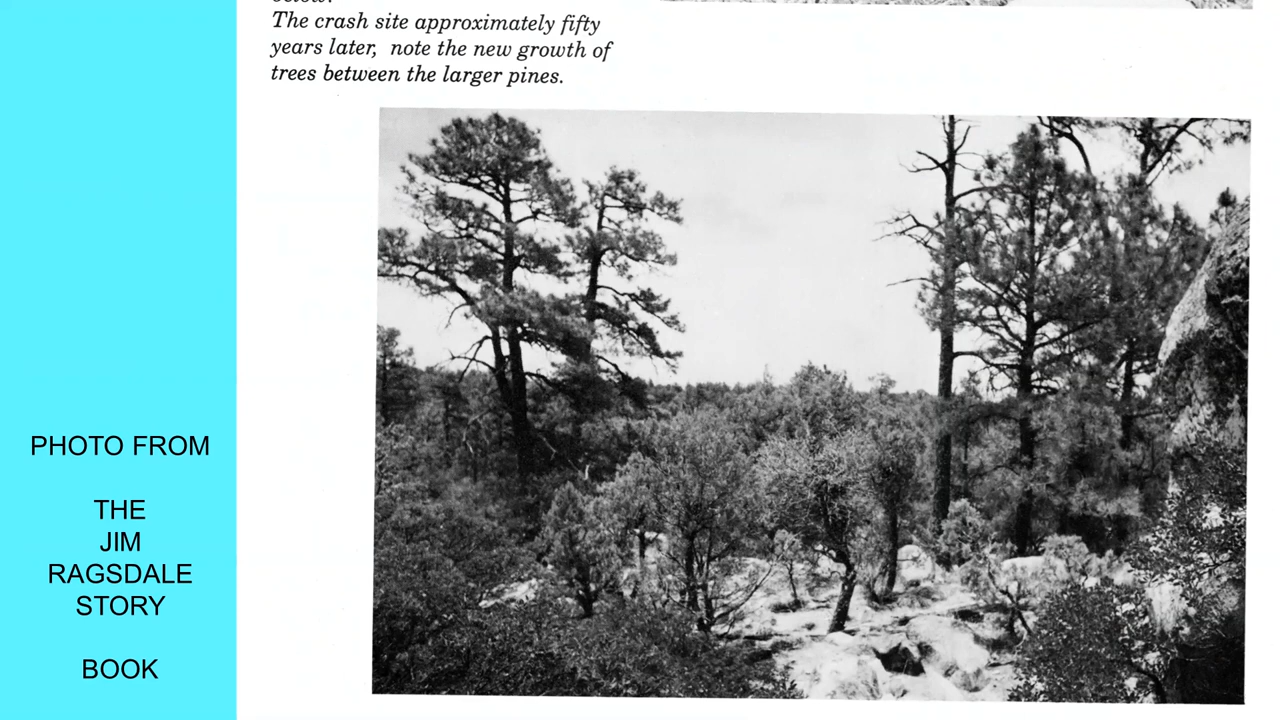 below:
The crash site approximately fifty
years later, note the new growth of
trees between the larger pines.
PHOTO FROM
THE
JIM
RAGSDALE
STORY
BOOK